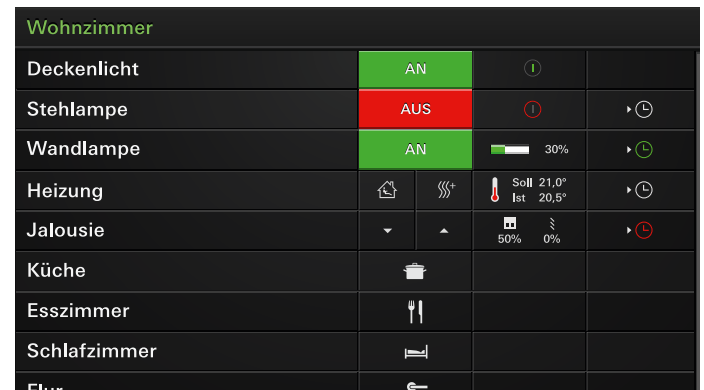 Wohnzimmer
Deckenlicht AN
Stehlampe AUS
Wandlampe AN 30%
Heizung Soll 21,0°
Ist 20,5°
Jalousie 50% 0%
Küche
Esszimmer
Schlafzimmer
Flur